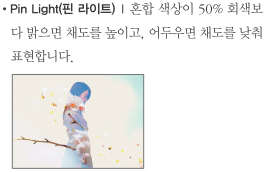 • Pin Light(핀 라이트) | 혼합 색상이 50% 회색보
다 밝으면 채도를 높이고, 어두우면 채도를 낮춰
표현합니다.